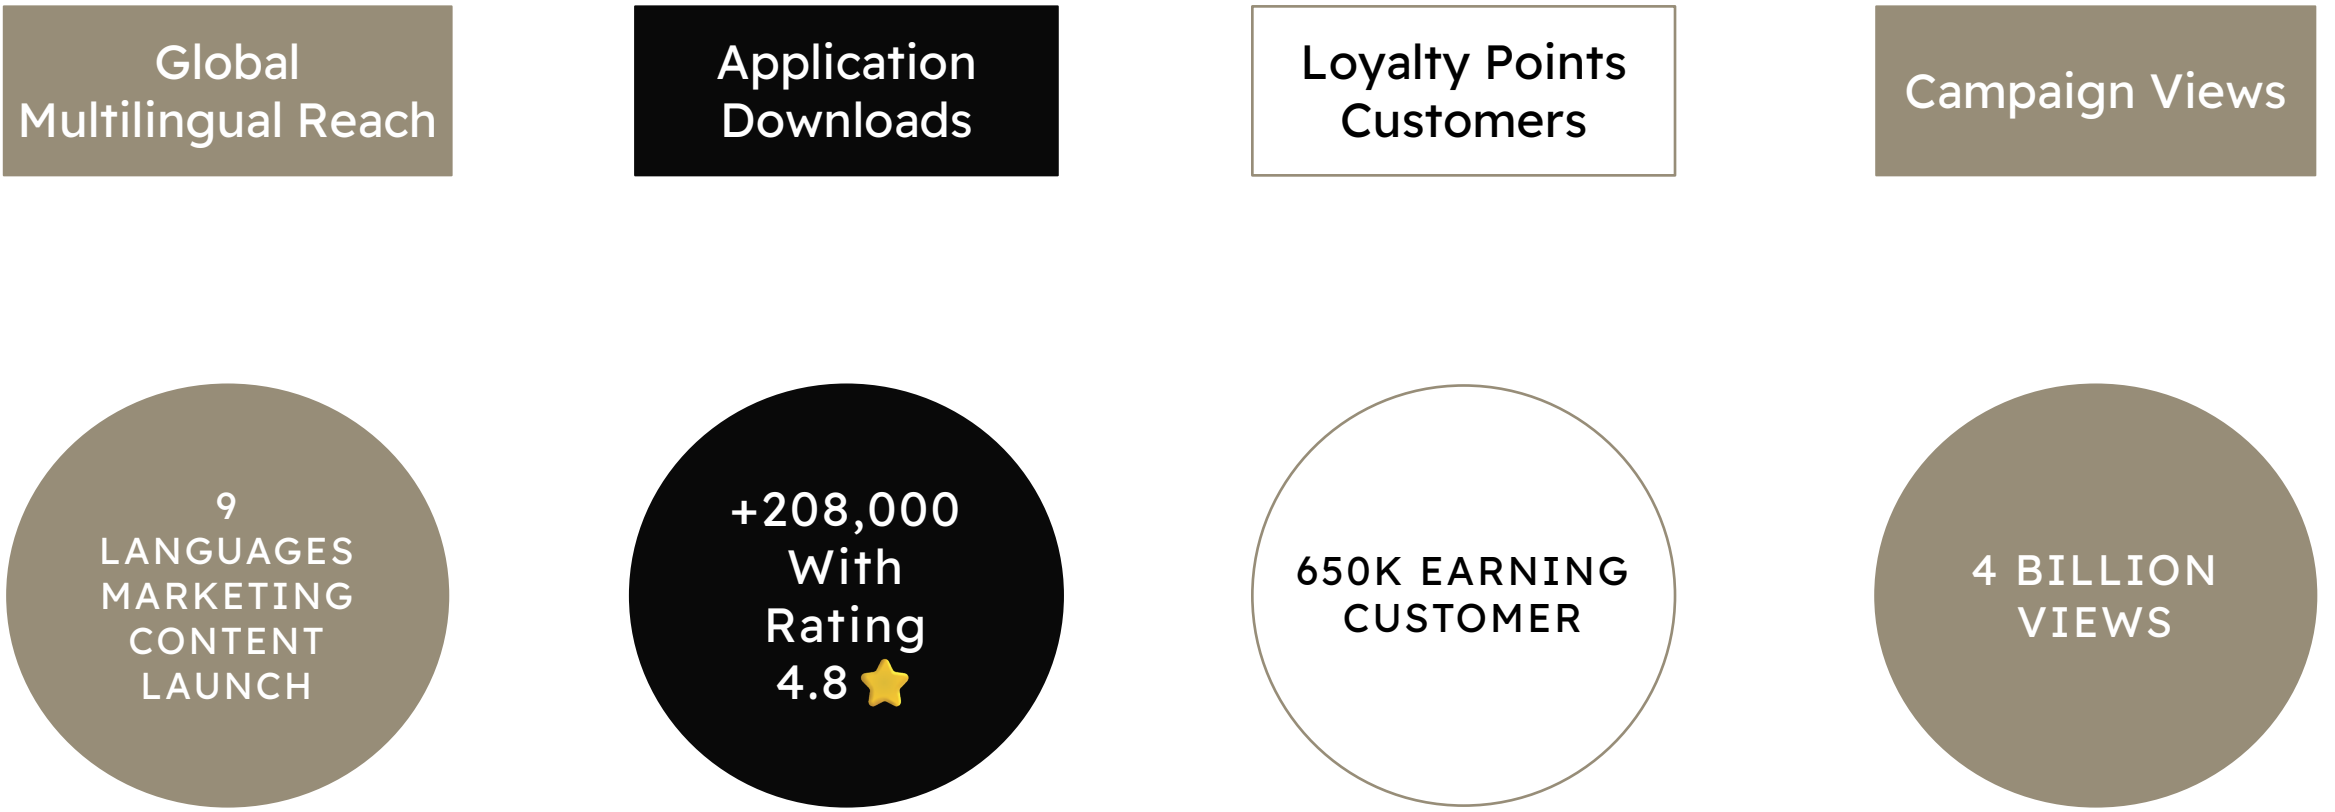 Global
Multilingual Reach
Application
Downloads
Loyalty Points
Customers
Campaign Views
9
LANGUAGES
MARKETING
CONTENT
LAUNCH
+208,000
With
Rating
4.8 ⭐
650K EARNING
CUSTOMER
4 BILLION
VIEWS